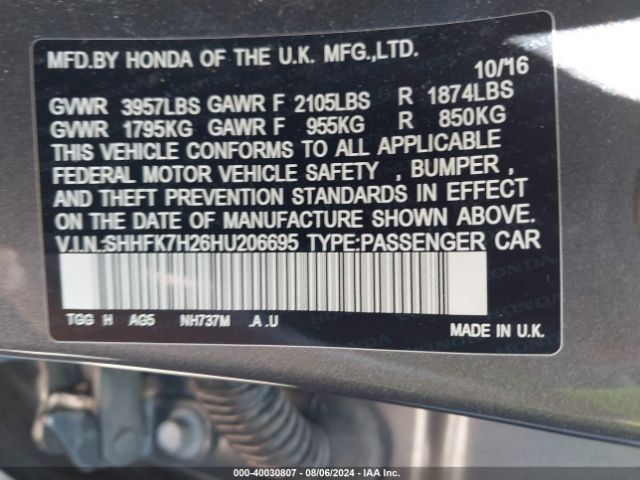 MFD.BY HONDA OF THE U.K. MFG.,LTD.
10/16
GVWR 3957LBS GAWR F 2105LBS R 1874LBS
GVWR 1795KG GAWR F 955KG R 850KG
THIS VEHICLE CONFORMS TO ALL APPLICABLE
FEDERAL MOTOR VEHICLE SAFETY , BUMPER ,
AND THEFT PREVENTION STANDARDS IN EFFECT
ON THE DATE OF MANUFACTURE SHOWN ABOVE.
V.I.N.:SHHFK7H26HU206695 TYPE:PASSENGER CAR
TGG H AG5 NH737M .A .U
MADE IN U.K.
000-40030807 - 08/06/2024 - IAA Inc.